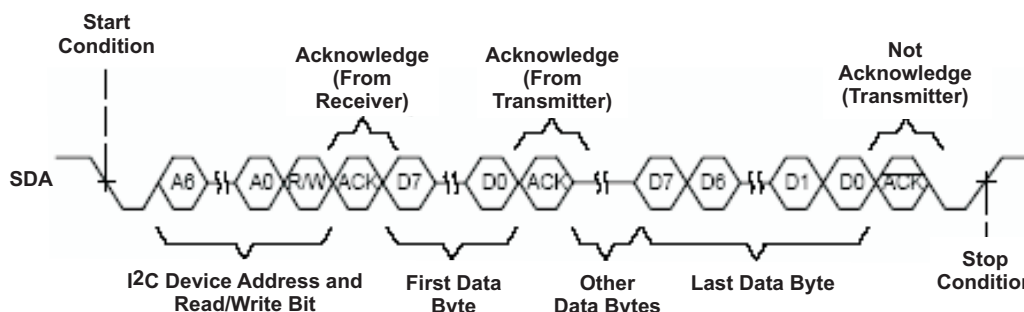 Start
Condition
Acknowledge
(From
Receiver)
Acknowledge
(From
Transmitter)
Not
Acknowledge
(Transmitter)
SDA
A6
A0
R/W
ACK
D7
D0
ACK
D7
D6
D1
D0
ACK
I2C Device Address and
Read/Write Bit
First Data
Byte
Other
Data Bytes
Last Data Byte
Stop
Condition